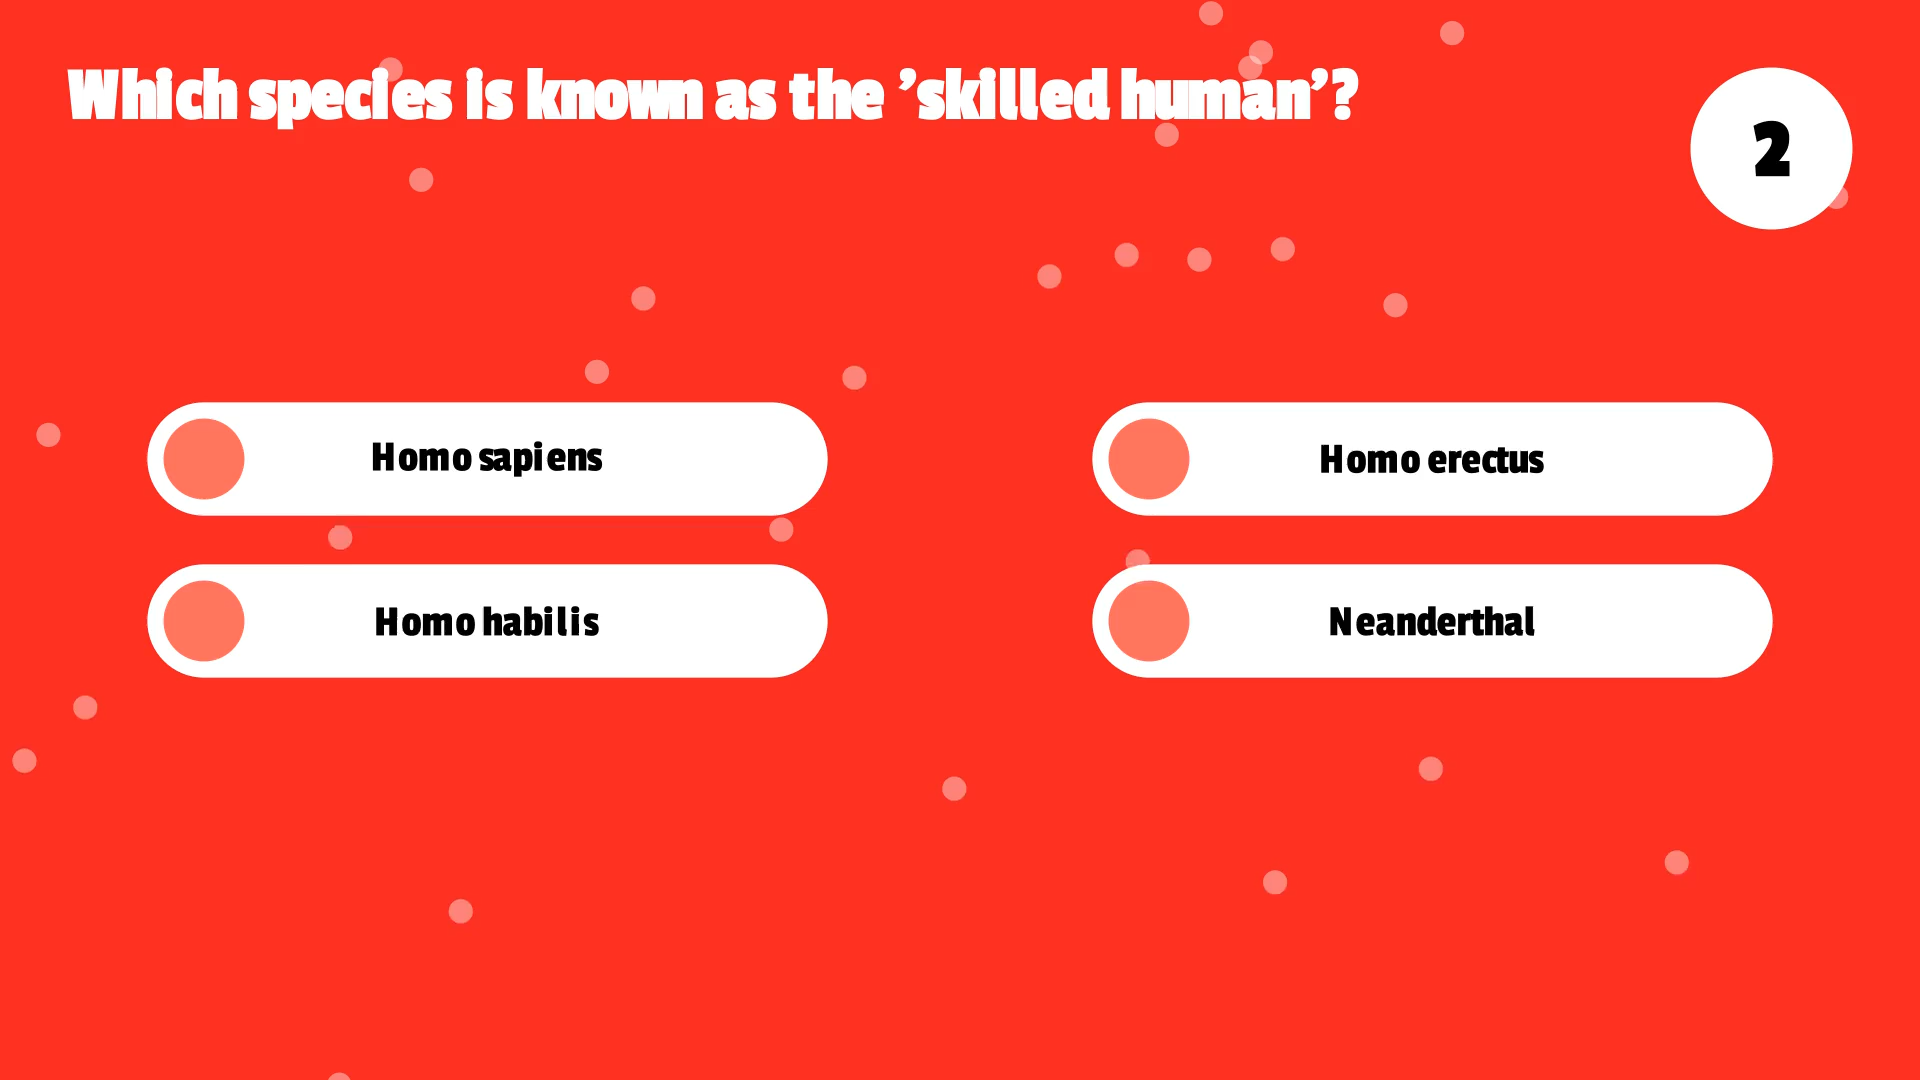 Which species is known as the ’skilled human’?
2
Homo sapiens
Homo erectus
Homo habilis
Neanderthal